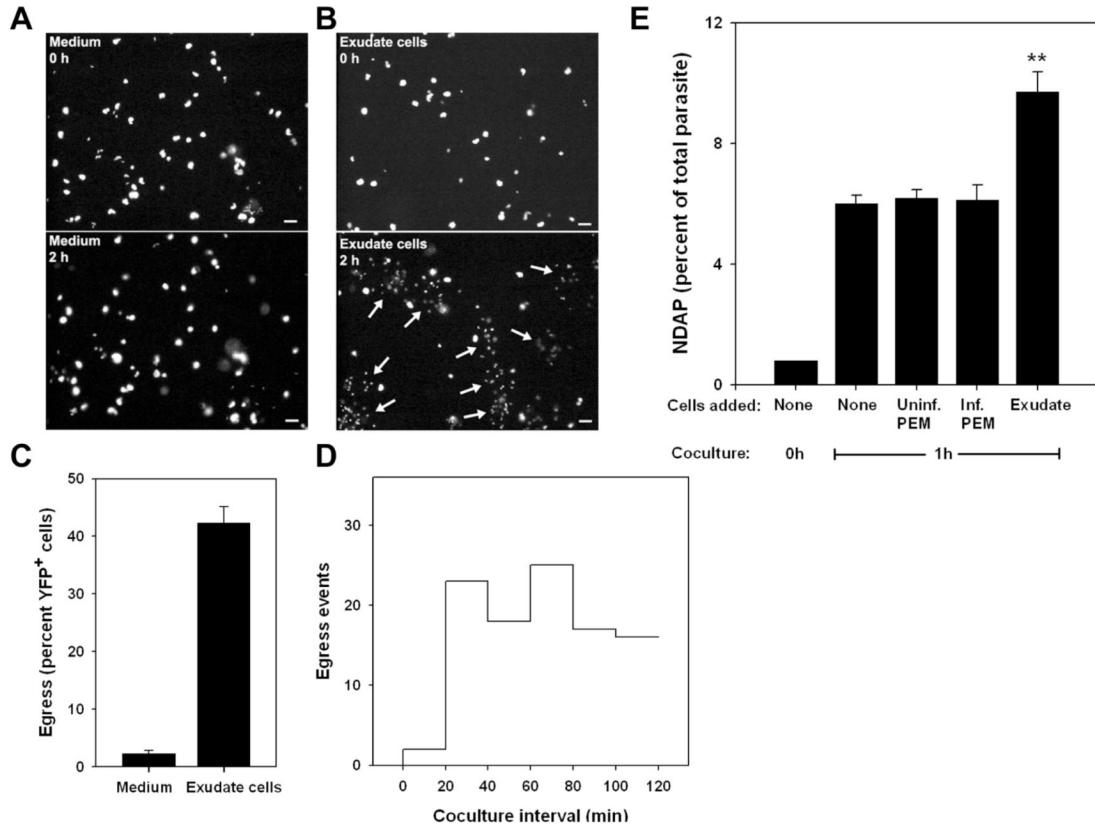 A
Medium
0 h
Medium
2 h
B
Exudate cells
0 h
Exudate cells
2 h
C
Egress (percent YFP+ cells)
50
40
30
20
10
0
Medium
Exudate cells
D
Egress events
30
20
10
0
0 20 40 60 80 100 120
Coculture interval (min)
E
NDAP (percent of total parasite)
12
8
4
0
**
Cells added: None None Uninf. PEM Inf. PEM Exudate
Coculture: 0h 1h